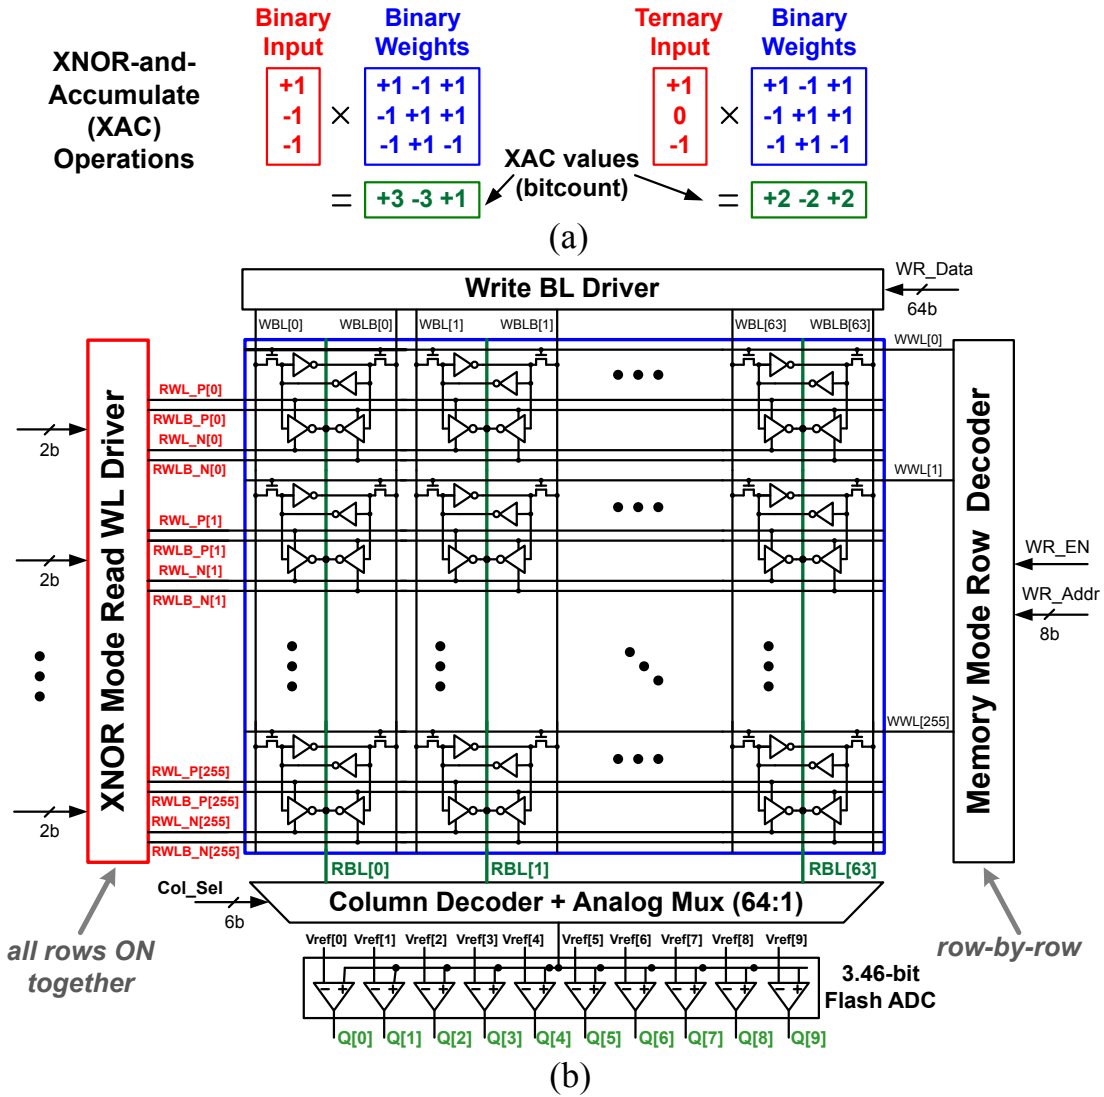 XNOR-and-
Accumulate
(XAC)
Operations
Binary
Input
Binary
Weights
Ternary
Input
Binary
Weights
+1
-1
-1
×
+1 -1 +1
-1 +1 +1
-1 +1 -1
+1
0
-1
×
+1 -1 +1
-1 +1 +1
-1 +1 -1
= +3 -3 +1
XAC values
(bitcount)
= +2 -2 +2
(a)
Write BL Driver
WR_Data
64b
WBL[0] WBLB[0] WBL[1] WBLB[1] WBL[63] WBLB[63]
WWL[0]
XNOR Mode Read WL Driver
2b
RWL_P[0]
RWLB_P[0]
RWL_N[0]
RWLB_N[0]
WWL[1]
2b
RWL_P[1]
RWLB_P[1]
RWL_N[1]
RWLB_N[1]
Memory Mode Row Decoder
WR_EN
WR_Addr
8b
WWL[255]
2b
RWL_P[255]
RWLB_P[255]
RWL_N[255]
RWLB_N[255]
RBL[0] RBL[1] RBL[63]
Col_Sel
6b
Column Decoder + Analog Mux (64:1)
all rows ON
together
row-by-row
Vref[0] Vref[1] Vref[2] Vref[3] Vref[4] Vref[5] Vref[6] Vref[7] Vref[8] Vref[9]
− + − + − + − + − + − + − + − + − + − +
3.46-bit
Flash ADC
Q[0] Q[1] Q[2] Q[3] Q[4] Q[5] Q[6] Q[7] Q[8] Q[9]
(b)